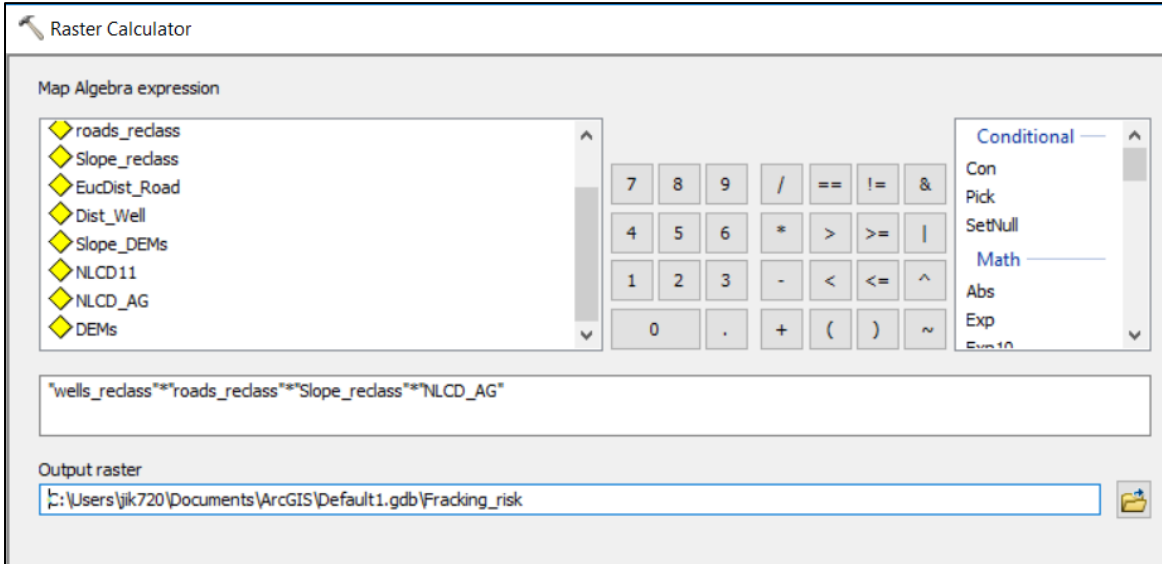 Raster Calculator
Map Algebra expression
roads_reclass
Slope_reclass
EucDist_Road
Dist_Well
Slope_DEMs
NLCD11
NLCD_AG
DEMs
7 8 9 / == != &
4 5 6 * > >= |
1 2 3 - < <= ^
0 . + ( ) ~
Conditional
Con
Pick
SetNull
Math
Abs
Exp
Exp10
"wells_reclass"*"roads_reclass"*"Slope_reclass"*"NLCD_AG"
Output raster
C:\Users\jik720\Documents\ArcGIS\Default1.gdb\Fracking_risk